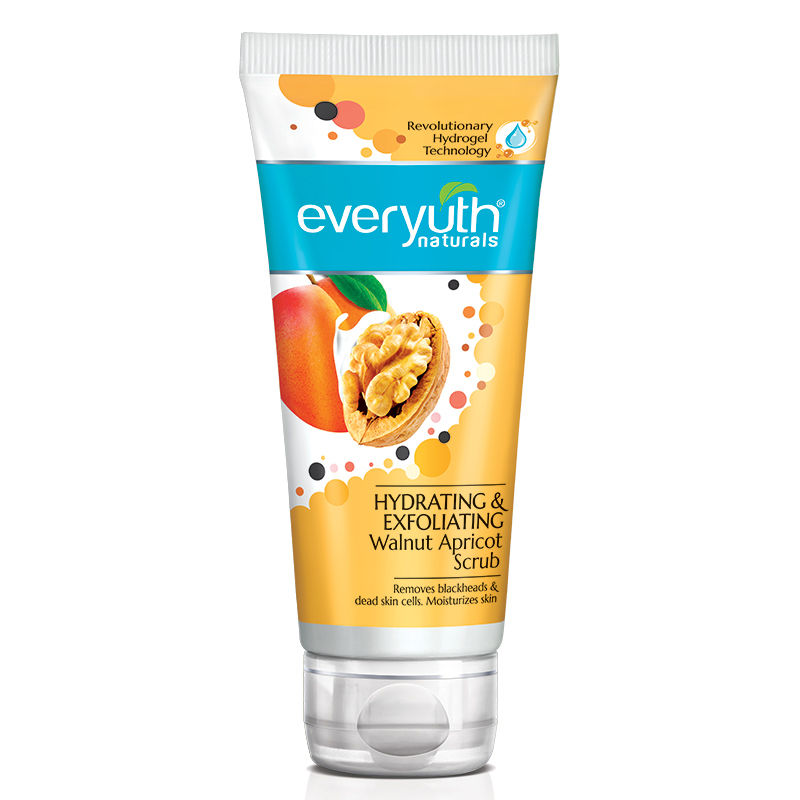 Revolutionary
Hydrogel
Technology
everyuth®
naturals
HYDRATING &
EXFOLIATING
Walnut Apricot
Scrub
Removes blackheads &
dead skin cells. Moisturizes skin